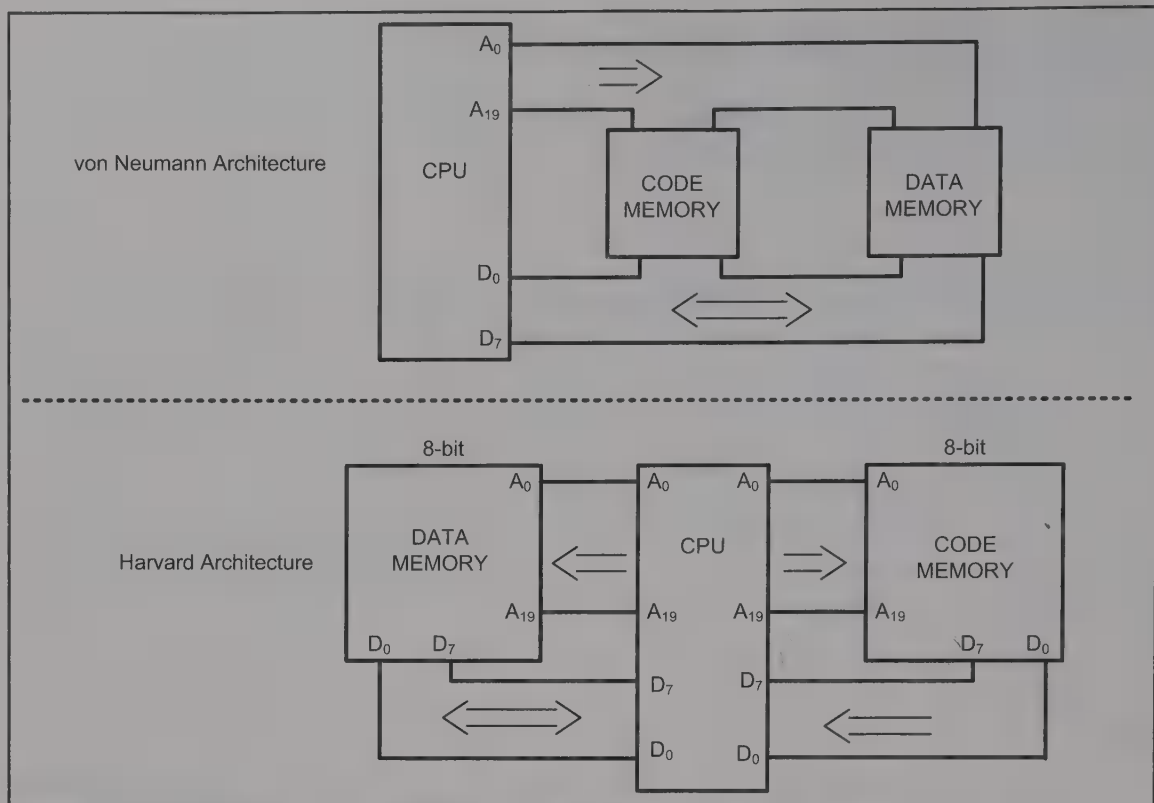 von Neumann Architecture
A0
A19
CPU
D0
D7
CODE
MEMORY
DATA
MEMORY
Harvard Architecture
8-bit
A0
DATA
MEMORY
A19
D0 D7
A0 A0
CPU
A19 A19
D7 D7
D0 D0
8-bit
A0
CODE
MEMORY
A19
D7 D0